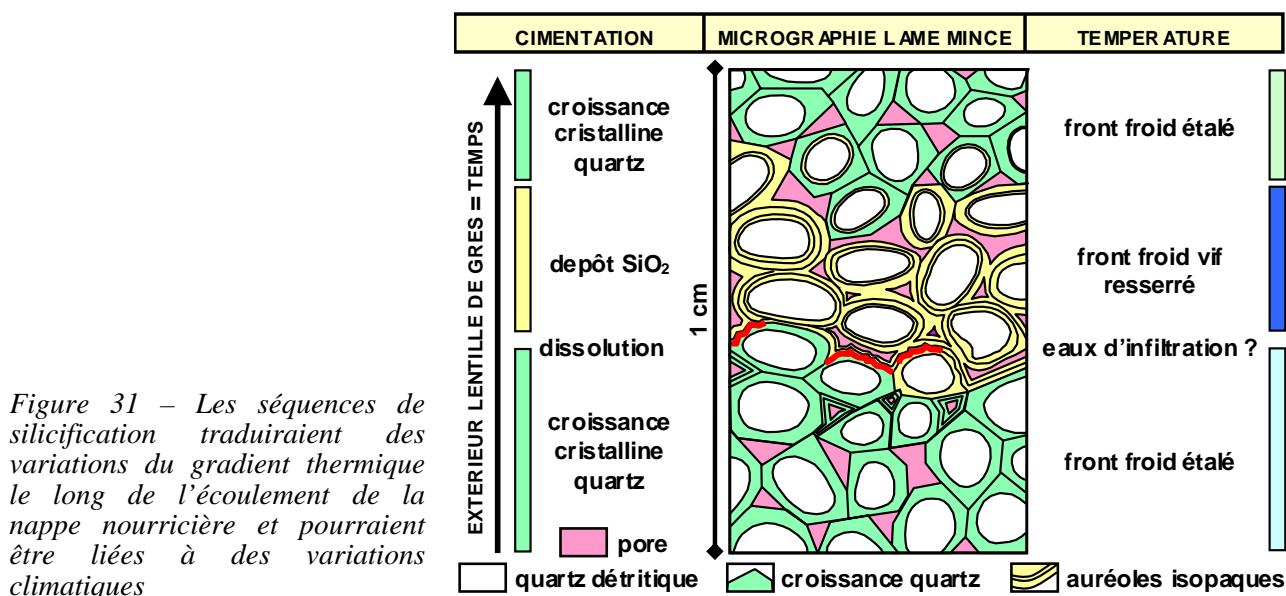 CIMENTATION
MICROGRAPHIE LAME MINCE
TEMPERATURE
EXTERIEUR LENTILLE DE GRES = TEMPS
croissance
cristalline
quartz
depôt SiO₂
dissolution
croissance
cristalline
quartz
1 cm
front froid étalé
front froid vif
resserré
eaux d'infiltration ?
front froid étalé
pore
quartz détritique
croissance quartz
auréoles isopaques
Figure 31 – Les séquences de
silicification traduiraient des
variations du gradient thermique
le long de l'écoulement de la
nappe nourricière et pourraient
être liées à des variations
climatiques